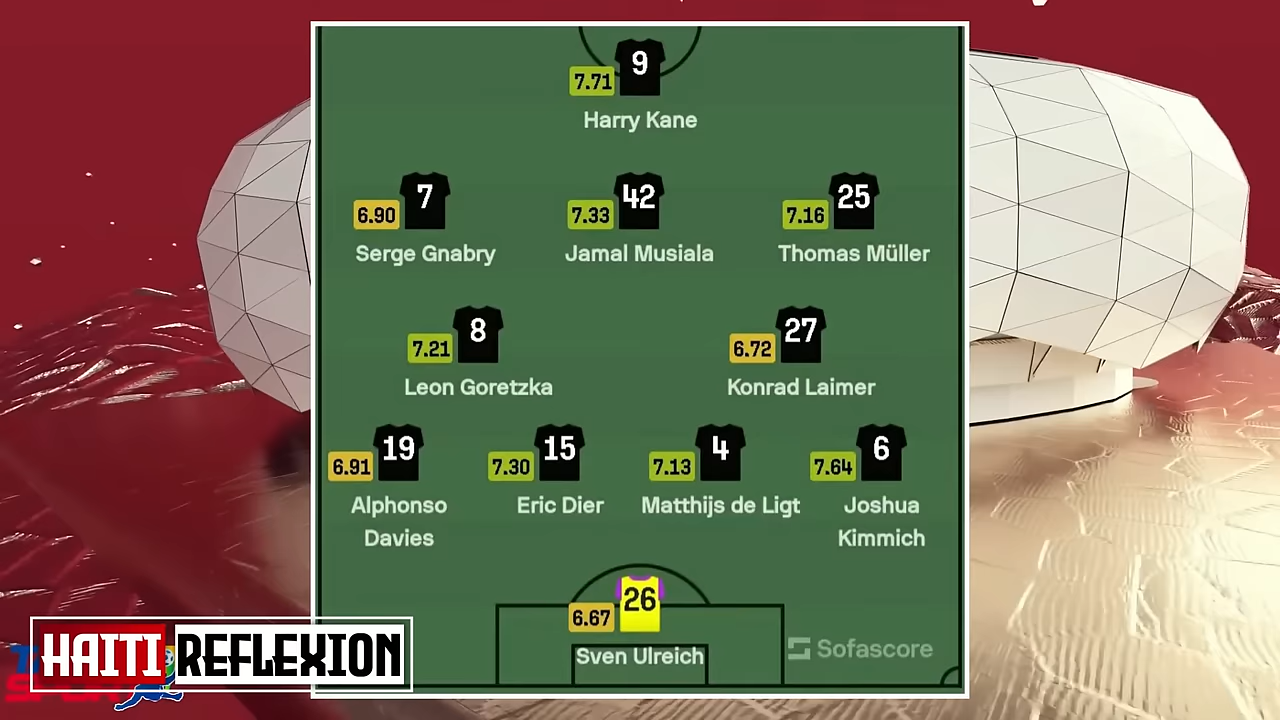 9
7.71
Harry Kane
7 42 25
6.90 7.33 7.16
Serge Gnabry Jamal Musiala Thomas Müller
8 27
7.21 6.72
Leon Goretzka Konrad Laimer
19 15 4 6
6.91 7.30 7.13 7.64
Alphonso Eric Dier Matthijs de Ligt Joshua
Davies Kimmich
26
6.67
Sven Ulreich
Sofascore
HAITI REFLEXION